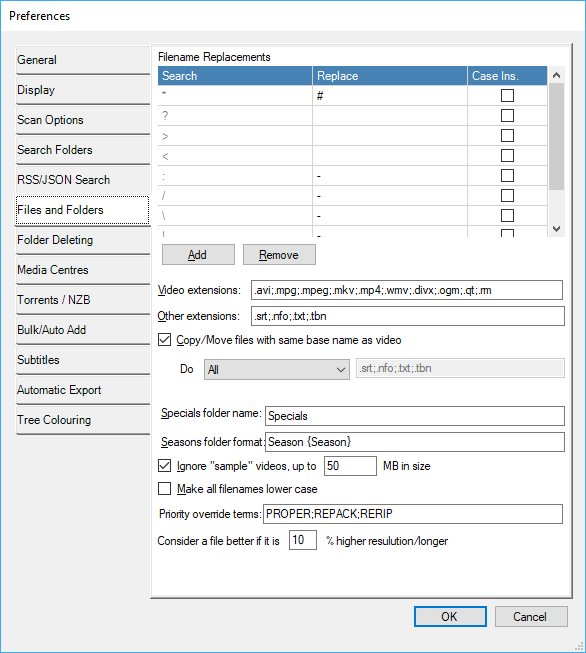 Preferences
General
Display
Scan Options
Search Folders
RSS/JSON Search
Files and Folders
Folder Deleting
Media Centres
Torrents / NZB
Bulk/Auto Add
Subtitles
Automatic Export
Tree Colouring
Filename Replacements
Search Replace Case Ins.
* #
?
>
<
: -
/ -
\ -
| -
Add Remove
Video extensions: .avi;.mpg;.mpeg;.mkv;.mp4;.wmv;.divx;.ogm;.qt;.rm
Other extensions: .srt;.nfo;.txt;.tbn
Copy/Move files with same base name as video
Do All .srt;.nfo;.txt;.tbn
Specials folder name: Specials
Seasons folder format: Season {Season}
Ignore "sample" videos, up to 50 MB in size
Make all filenames lower case
Priority override terms: PROPER;REPACK;RERIP
Consider a file better if it is 10 % higher resulution/longer
OK Cancel